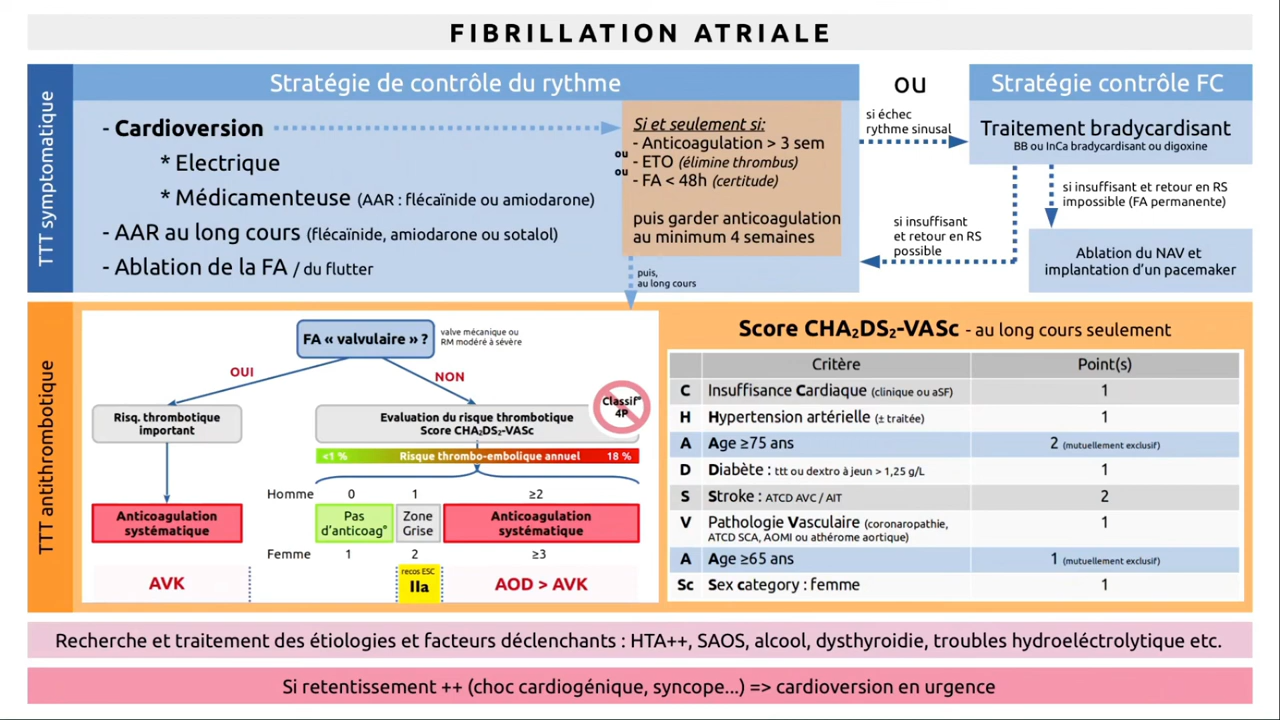 FIBRILLATION ATRIALE
TTT symptomatique
Stratégie de contrôle du rythme
- Cardioversion
* Electrique
* Médicamenteuse (AAR : flécaïnide ou amiodarone)
- AAR au long cours (flécaïnide, amiodarone ou sotalol)
- Ablation de la FA / du flutter
Si et seulement si:
- Anticoagulation > 3 sem
ou - ETO (élimine thrombus)
ou - FA < 48h (certitude)
puis garder anticoagulation
au minimum 4 semaines
puis,
au long cours
ou
si échec
rythme sinusal
Stratégie contrôle FC
Traitement bradycardisant
BB ou InCa bradycardisant ou digoxine
si insuffisant et retour en RS
impossible (FA permanente)
si insuffisant
et retour en RS
possible
Ablation du NAV et
implantation d'un pacemaker
TTT antithrombotique
FA « valvulaire » ?
valve mécanique ou
RM modéré à sévère
OUI
NON
Classif°
4P
Risq. thrombotique
important
Evaluation du risque thrombotique
Score CHA₂DS₂-VASc
<1 % Risque thrombo-embolique annuel 18 %
Homme 0 1 ≥2
Anticoagulation
systématique
Pas
d'anticoag°
Zone
Grise
Anticoagulation
systématique
Femme 1 2 ≥3
AVK
recos ESC
IIa
AOD > AVK
Score CHA₂DS₂-VASc - au long cours seulement
Critère Point(s)
C Insuffisance Cardiaque (clinique ou aSF) 1
H Hypertension artérielle (± traitée) 1
A Age ≥75 ans 2 (mutuellement exclusif)
D Diabète : ttt ou dextro à jeun > 1,25 g/L 1
S Stroke : ATCD AVC / AIT 2
V Pathologie Vasculaire (coronaropathie, 1
ATCD SCA, AOMI ou athérome aortique)
A Age ≥65 ans 1 (mutuellement exclusif)
Sc Sex category : femme 1
Recherche et traitement des étiologies et facteurs déclenchants : HTA++, SAOS, alcool, dysthyroidie, troubles hydroeléctrolytique etc.
Si retentissement ++ (choc cardiogénique, syncope...) => cardioversion en urgence